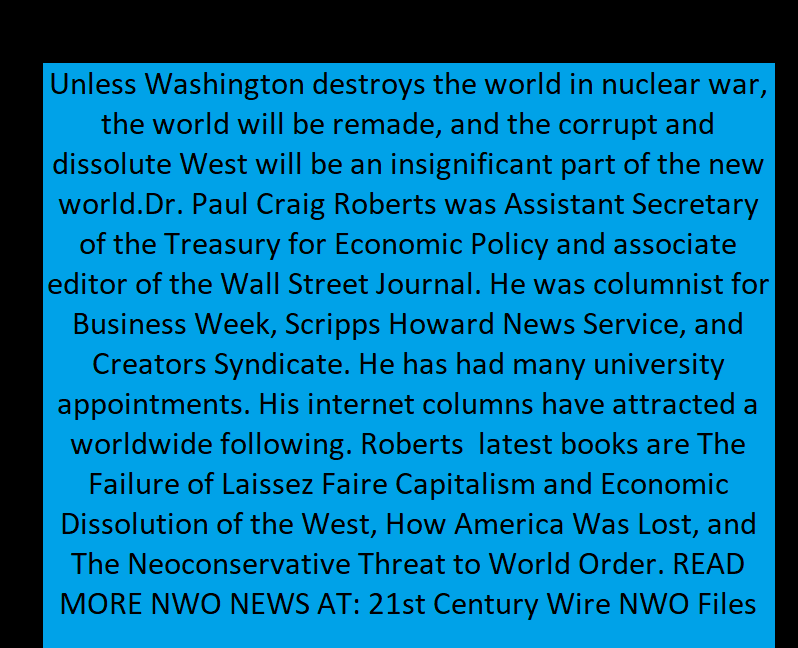 Unless Washington destroys the world in nuclear war,
the world will be remade, and the corrupt and
dissolute West will be an insignificant part of the new
world.Dr. Paul Craig Roberts was Assistant Secretary
of the Treasury for Economic Policy and associate
editor of the Wall Street Journal. He was columnist for
Business Week, Scripps Howard News Service, and
Creators Syndicate. He has had many university
appointments. His internet columns have attracted a
worldwide following. Roberts  latest books are The
Failure of Laissez Faire Capitalism and Economic
Dissolution of the West, How America Was Lost, and
The Neoconservative Threat to World Order. READ
MORE NWO NEWS AT: 21st Century Wire NWO Files